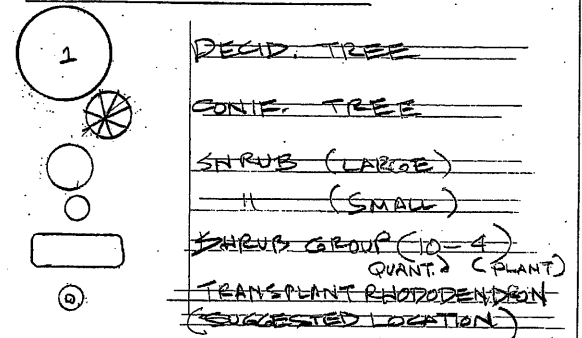 1 DECID. TREE
CONIF. TREE
SHRUB (LARGE)
" (SMALL)
SHRUB GROUP (10-4)
QUANT. (PLANT)
TRANSPLANT RHODODENDRON
(SUGGESTED LOCATION)